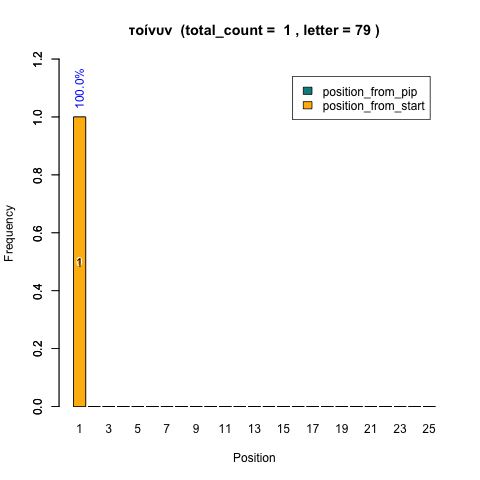 τοίνυν (total_count = 1 , letter = 79 )
position_from_pip
position_from_start
100.0%
1
Frequency
0.0 0.2 0.4 0.6 0.8 1.0 1.2
1 3 5 7 9 11 13 15 17 19 21 23 25
Position